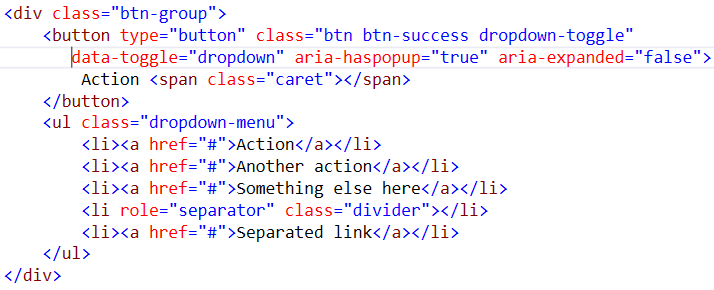 <div class="btn-group">
    <button type="button" class="btn btn-success dropdown-toggle"
        data-toggle="dropdown" aria-haspopup="true" aria-expanded="false">
         Action <span class="caret"></span>
    </button>
    <ul class="dropdown-menu">
         <li><a href="#">Action</a></li>
         <li><a href="#">Another action</a></li>
         <li><a href="#">Something else here</a></li>
         <li role="separator" class="divider"></li>
         <li><a href="#">Separated link</a></li>
    </ul>
</div>